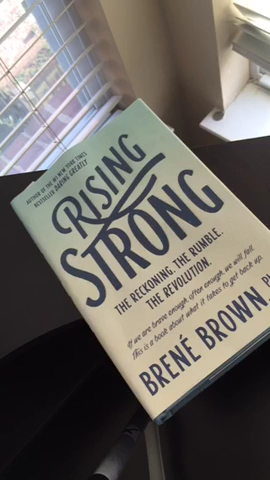 AUTHOR OF THE #1 NEW YORK TIMES
BESTSELLER DARING GREATLY
RISING
STRONG
THE RECKONING. THE RUMBLE.
THE REVOLUTION.
If we are brave enough, often enough, we will fall.
This is a book about what it takes to get back up.
BRENÉ BROWN, P